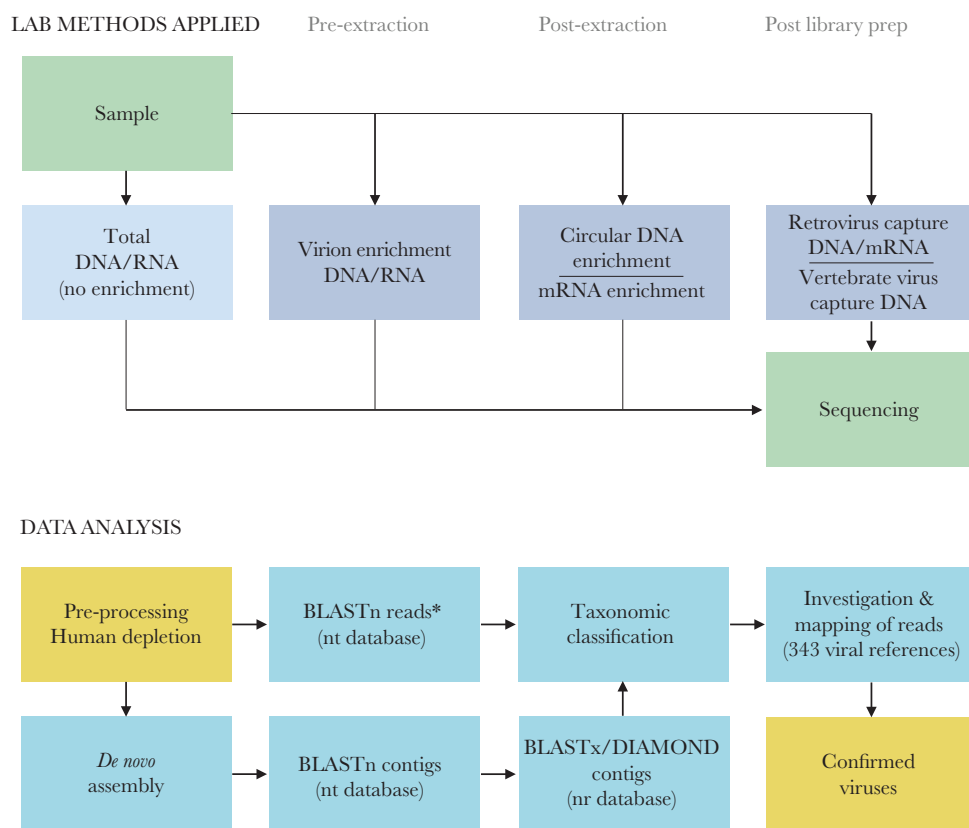 LAB METHODS APPLIED
Pre-extraction
Post-extraction
Post library prep
Sample
Total
DNA/RNA
(no enrichment)
Virion enrichment
DNA/RNA
Circular DNA
enrichment
mRNA enrichment
Retrovirus capture
DNA/mRNA
Vertebrate virus
capture DNA
Sequencing
DATA ANALYSIS
Pre-processing
Human depletion
BLASTn reads*
(nt database)
Taxonomic
classification
Investigation &
mapping of reads
(343 viral references)
De novo
assembly
BLASTn contigs
(nt database)
BLASTx/DIAMOND
contigs
(nr database)
Confirmed
viruses